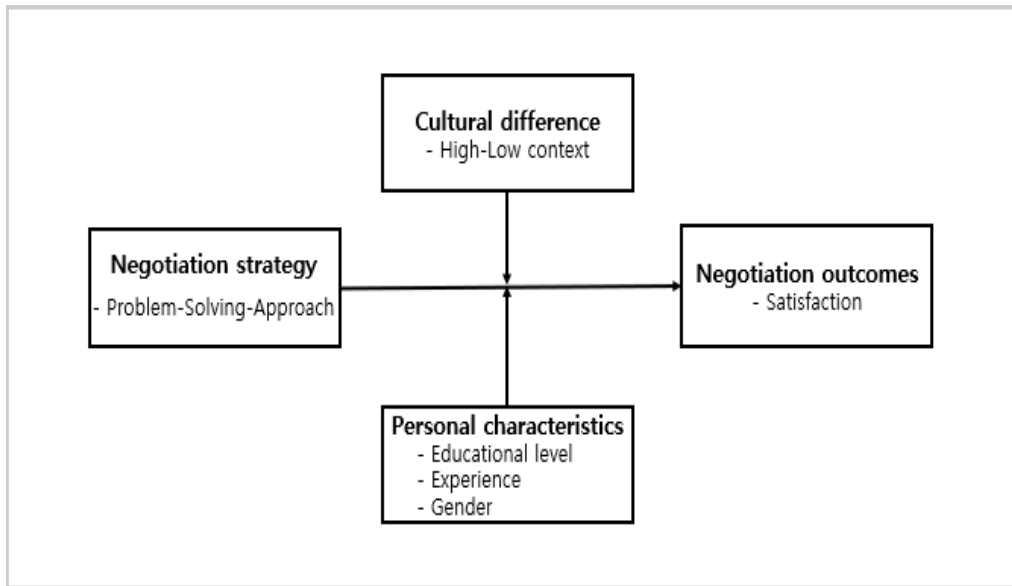 Cultural difference
- High-Low context
Negotiation strategy
- Problem-Solving-Approach
Negotiation outcomes
- Satisfaction
Personal characteristics
- Educational level
- Experience
- Gender